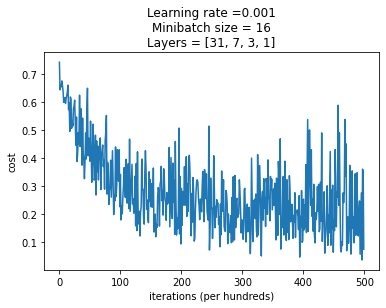 Learning rate =0.001
Minibatch size = 16
Layers = [31, 7, 3, 1]
0.7
0.6
0.5
0.4
0.3
0.2
0.1
cost
0
100
200
300
400
500
iterations (per hundreds)